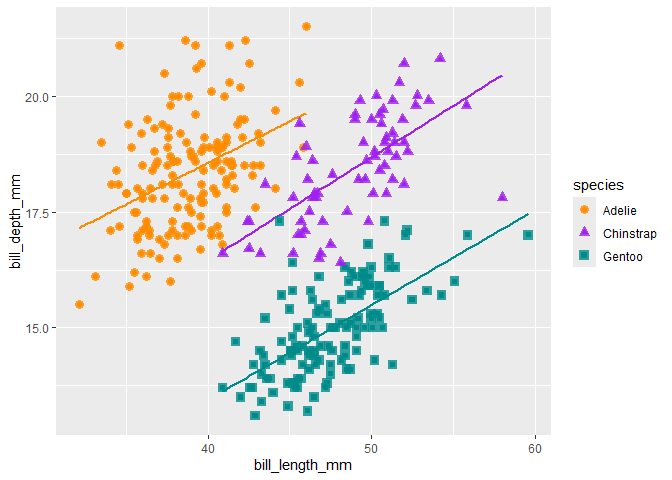 20.0
17.5
15.0
bill_depth_mm
40
50
60
bill_length_mm
species
Adelie
Chinstrap
Gentoo